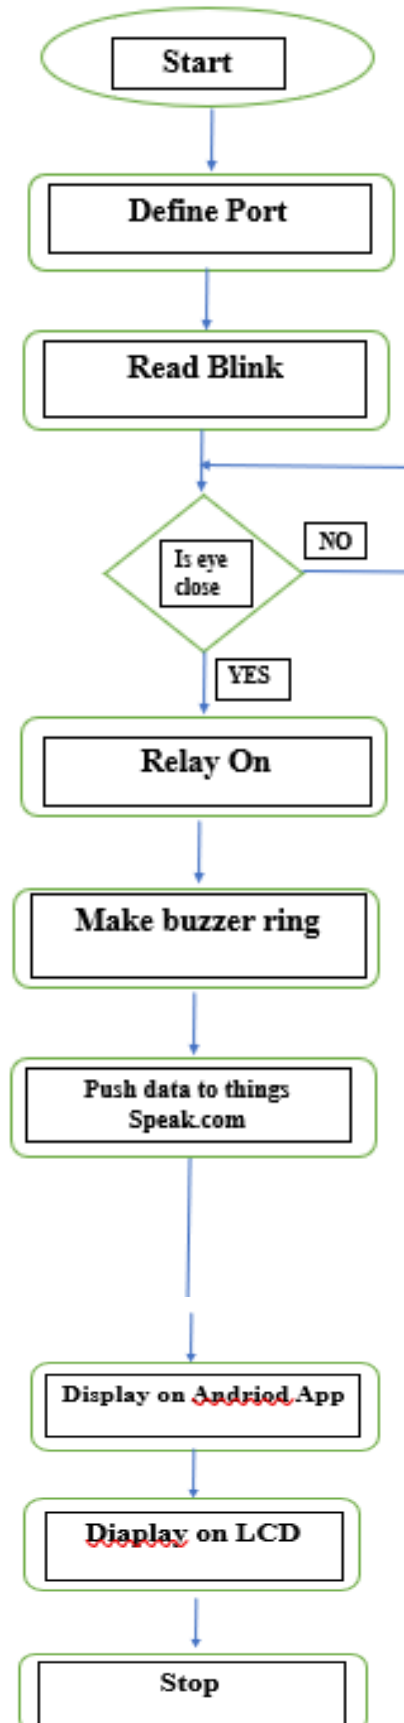 Start
Define Port
Read Blink
Is eye
close
NO
YES
Relay On
Make buzzer ring
Push data to things
Speak.com
Display on Andriod App
Diaplay on LCD
Stop